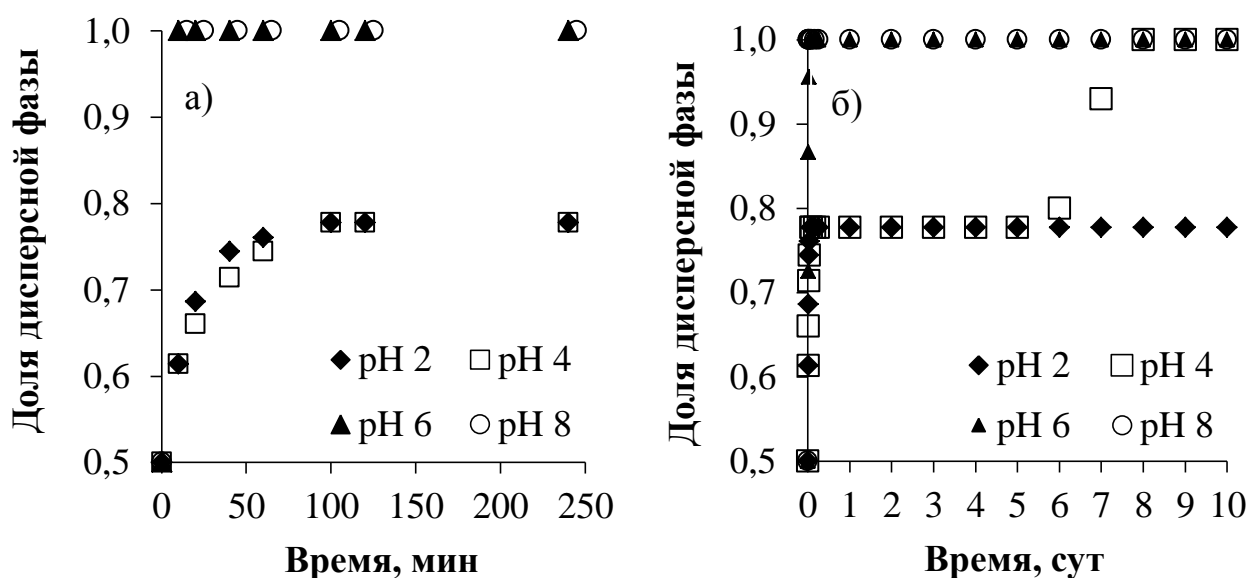 Доля дисперсной фазы
1,0
0,9
0,8
0,7
0,6
0,5
а)
pH 2
pH 4
pH 6
pH 8
0 50 100 150 200 250
Время, мин
Доля дисперсной фазы
1,0
0,9
0,8
0,7
0,6
0,5
б)
pH 2
pH 4
pH 6
pH 8
0 1 2 3 4 5 6 7 8 9 10
Время, сут